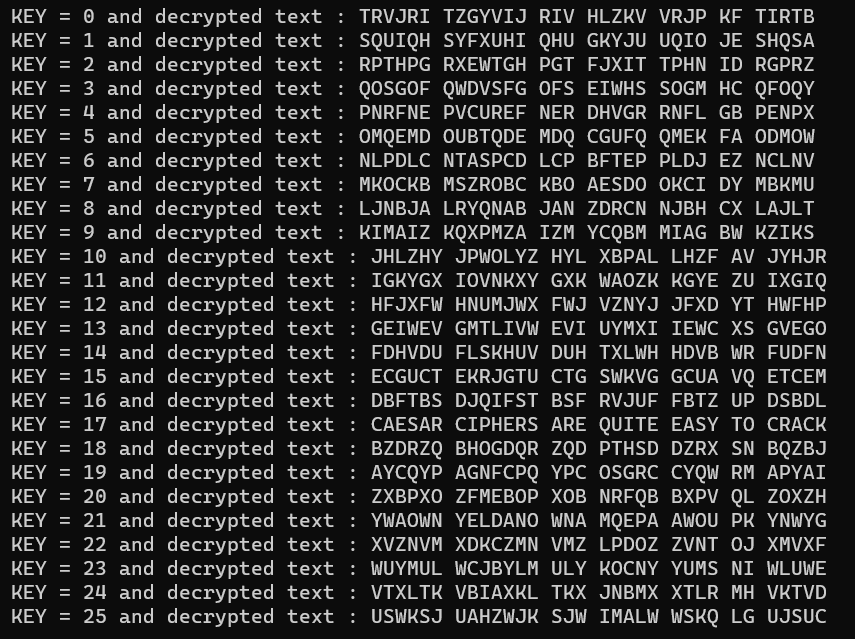 KEY = 0 and decrypted text : TRVJRI TZGYVIJ RIV HLZKV VRJP KF TIRTB
KEY = 1 and decrypted text : SQUIQH SYFXUHI QHU GKYJU UQIO JE SHQSA
KEY = 2 and decrypted text : RPTHPG RXEWTGH PGT FJXIT TPHN ID RGPRZ
KEY = 3 and decrypted text : QOSGOF QWDVSFG OFS EIWHS SOGM HC QFOQY
KEY = 4 and decrypted text : PNRFNE PVCUREF NER DHVGR RNFL GB PENPX
KEY = 5 and decrypted text : OMQEMD OUBTQDE MDQ CGUFQ QMEK FA ODMOW
KEY = 6 and decrypted text : NLPDLC NTASPCD LCP BFTEP PLDJ EZ NCLNV
KEY = 7 and decrypted text : MKOCKB MSZROBC KBO AESDO OKCI DY MBKMU
KEY = 8 and decrypted text : LJNBJA LRYQNAB JAN ZDRCN NJBH CX LAJLT
KEY = 9 and decrypted text : KIMAIZ KQXPMZA IZM YCQBM MIAG BW KZIKS
KEY = 10 and decrypted text : JHLZHY JPWOLYZ HYL XBPAL LHZF AV JYHJR
KEY = 11 and decrypted text : IGKYGX IOVNKXY GXK WAOZK KGYE ZU IXGIQ
KEY = 12 and decrypted text : HFJXFW HNUMJWX FWJ VZNYJ JFXD YT HWFHP
KEY = 13 and decrypted text : GEIWEV GMTLIVW EVI UYMXI IEWC XS GVEGO
KEY = 14 and decrypted text : FDHVDU FLSKHUV DUH TXLWH HDVB WR FUDFN
KEY = 15 and decrypted text : ECGUCT EKRJGTU CTG SWKVG GCUA VQ ETCEM
KEY = 16 and decrypted text : DBFTBS DJQIFST BSF RVJUF FBTZ UP DSBDL
KEY = 17 and decrypted text : CAESAR CIPHERS ARE QUITE EASY TO CRACK
KEY = 18 and decrypted text : BZDRZQ BHOGDQR ZQD PTHSD DZRX SN BQZBJ
KEY = 19 and decrypted text : AYCQYP AGNFCPQ YPC OSGRC CYQW RM APYAI
KEY = 20 and decrypted text : ZXBPXO ZFMEBOP XOB NRFQB BXPV QL ZOXZH
KEY = 21 and decrypted text : YWAOWN YELDANO WNA MQEPA AWOU PK YNWYG
KEY = 22 and decrypted text : XVZNVM XDKCZMN VMZ LPDOZ ZVNT OJ XMVXF
KEY = 23 and decrypted text : WUYMUL WCJBYLM ULY KOCNY YUMS NI WLUWE
KEY = 24 and decrypted text : VTXLTK VBIAXKL TKX JNBMX XTLR MH VKTVD
KEY = 25 and decrypted text : USWKSJ UAHZWJK SJW IMALW WSKQ LG UJSUC